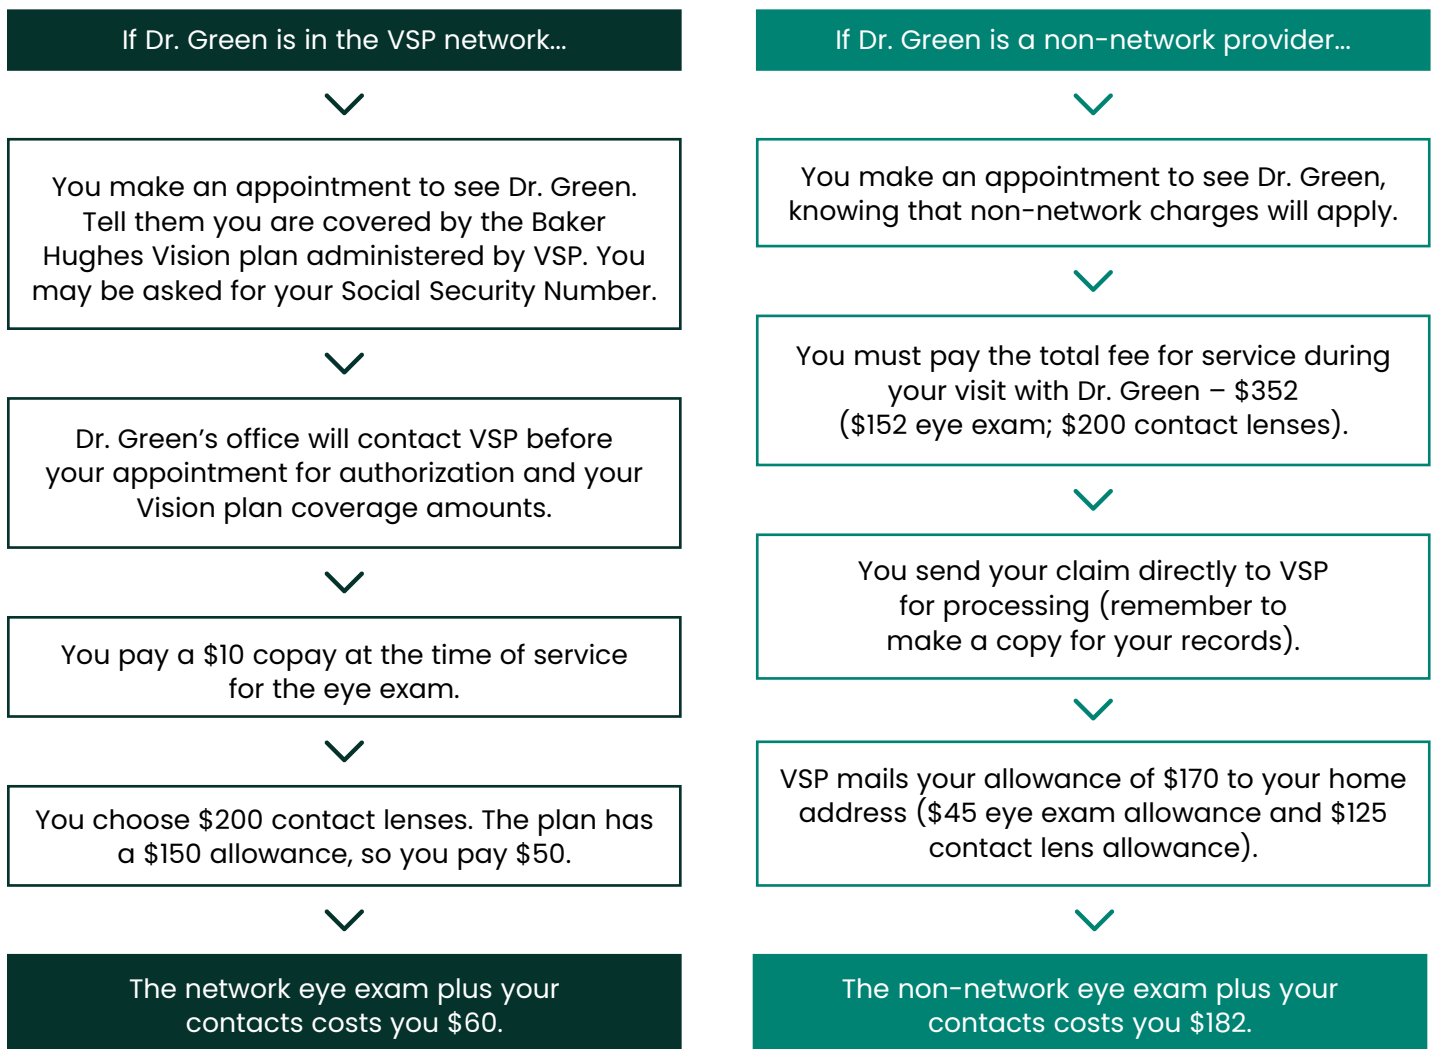 If Dr. Green is in the VSP network...
You make an appointment to see Dr. Green.
Tell them you are covered by the Baker
Hughes Vision plan administered by VSP. You
may be asked for your Social Security Number.
Dr. Green’s office will contact VSP before
your appointment for authorization and your
Vision plan coverage amounts.
You pay a $10 copay at the time of service
for the eye exam.
You choose $200 contact lenses. The plan has
a $150 allowance, so you pay $50.
The network eye exam plus your
contacts costs you $60.
If Dr. Green is a non-network provider...
You make an appointment to see Dr. Green,
knowing that non-network charges will apply.
You must pay the total fee for service during
your visit with Dr. Green – $352
($152 eye exam; $200 contact lenses).
You send your claim directly to VSP
for processing (remember to
make a copy for your records).
VSP mails your allowance of $170 to your home
address ($45 eye exam allowance and $125
contact lens allowance).
The non-network eye exam plus your
contacts costs you $182.